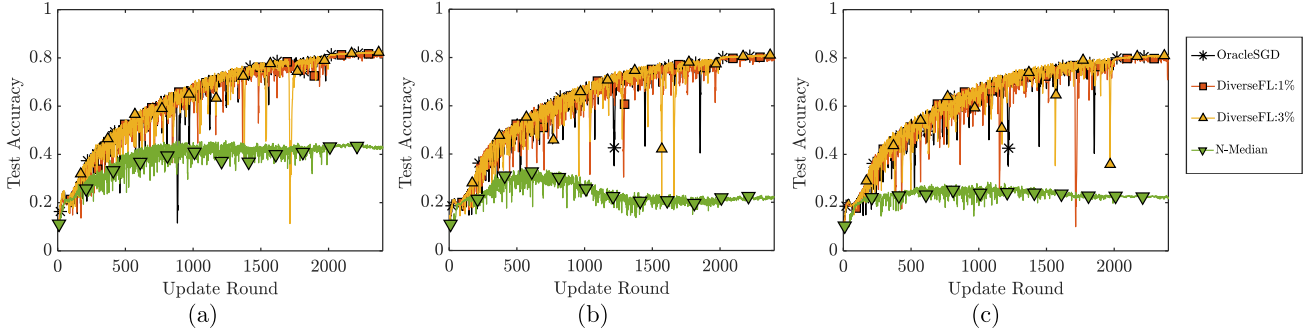 1
0.8
0.6
0.4
0.2
0
Test Accuracy
0 500 1000 1500 2000
Update Round
(a)
1
0.8
0.6
0.4
0.2
0
Test Accuracy
0 500 1000 1500 2000
Update Round
(b)
1
0.8
0.6
0.4
0.2
0
Test Accuracy
0 500 1000 1500 2000
Update Round
(c)
OracleSGD
DiverseFL:1%
DiverseFL:3%
N-Median